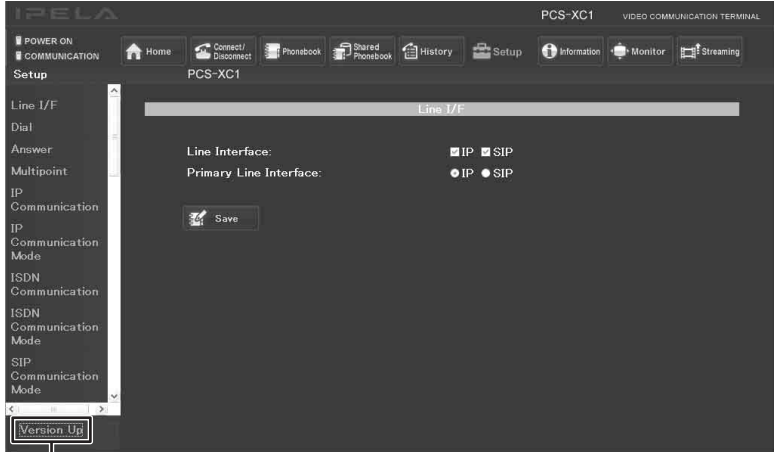 IPELA
PCS-XC1 VIDEO COMMUNICATION TERMINAL
POWER ON
COMMUNICATION
Home
Connect/
Disconnect
Phonebook
Shared
Phonebook
History
Setup
Information
Monitor
Streaming
Setup
PCS-XC1
Line I/F
Dial
Answer
Multipoint
IP
Communication
IP
Communication
Mode
ISDN
Communication
ISDN
Communication
Mode
SIP
Communication
Mode
Version Up
Line I/F
Line Interface: IP SIP
Primary Line Interface: IP SIP
Save